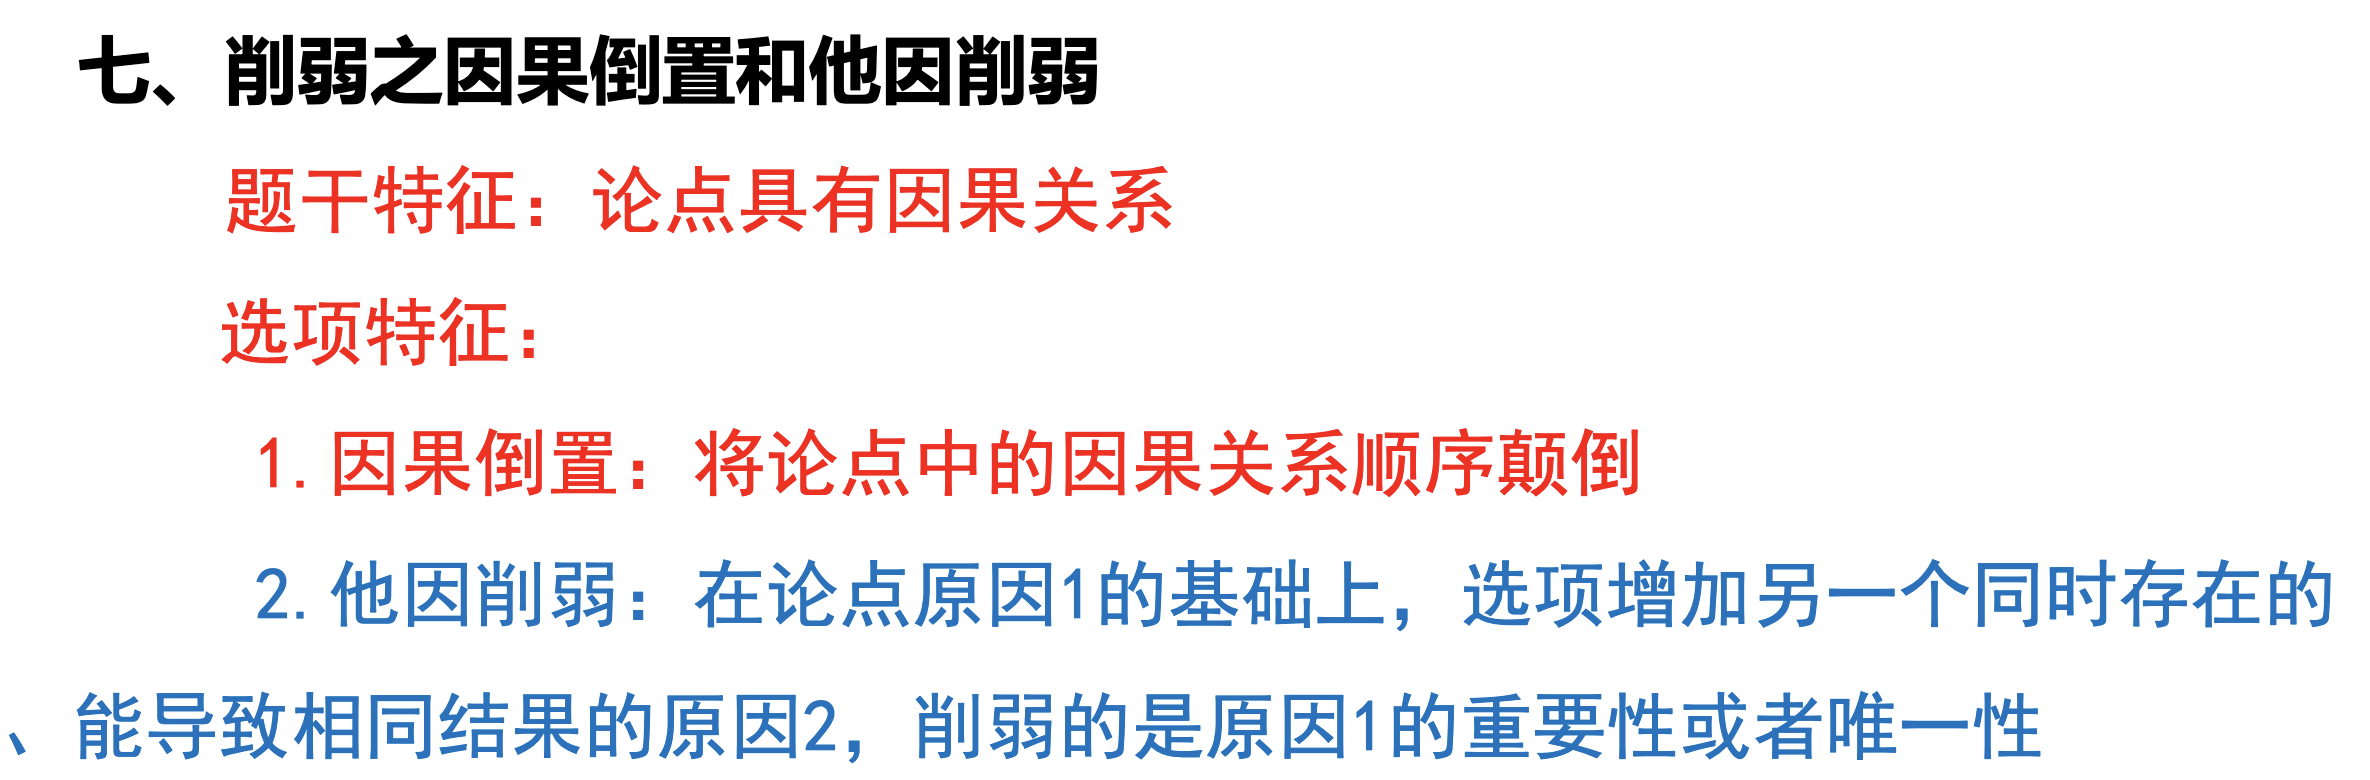 七、削弱之因果倒置和他因削弱
题干特征：论点具有因果关系
选项特征：
1.因果倒置：将论点中的因果关系顺序颠倒
2.他因削弱：在论点原因1的基础上，选项增加另一个同时存在的
、能导致相同结果的原因2，削弱的是原因1的重要性或者唯一性